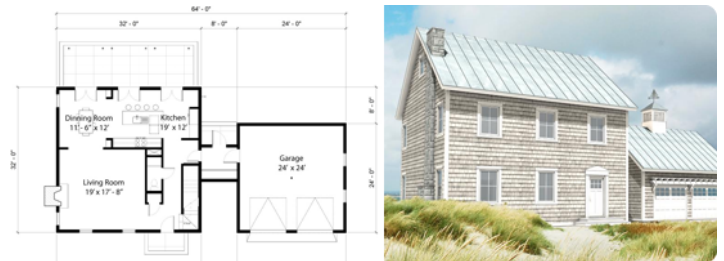 64' - 0"
32' - 0"
8' - 0"
24' - 0"
Dinning Room
11'- 6" x 12'
Kitchen
19' x 12'
8' - 0"
32' - 0"
Garage
24' x 24'
Living Room
19' x 17'- 8"
24' - 0"